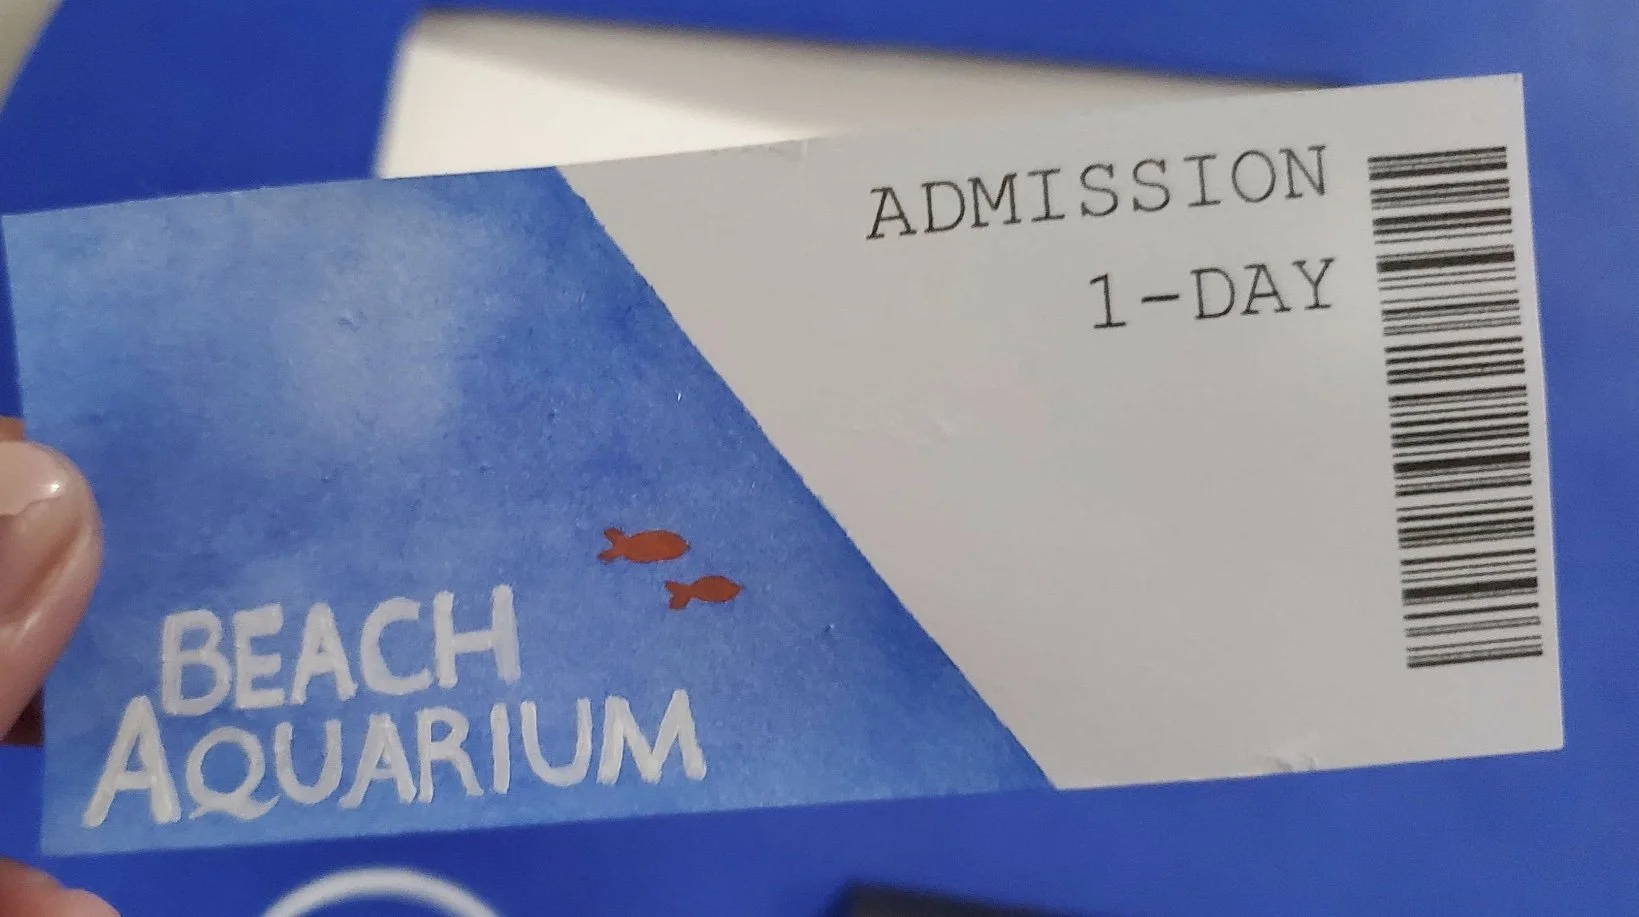 BEACH
AQUARIUM
ADMISSION
1-DAY